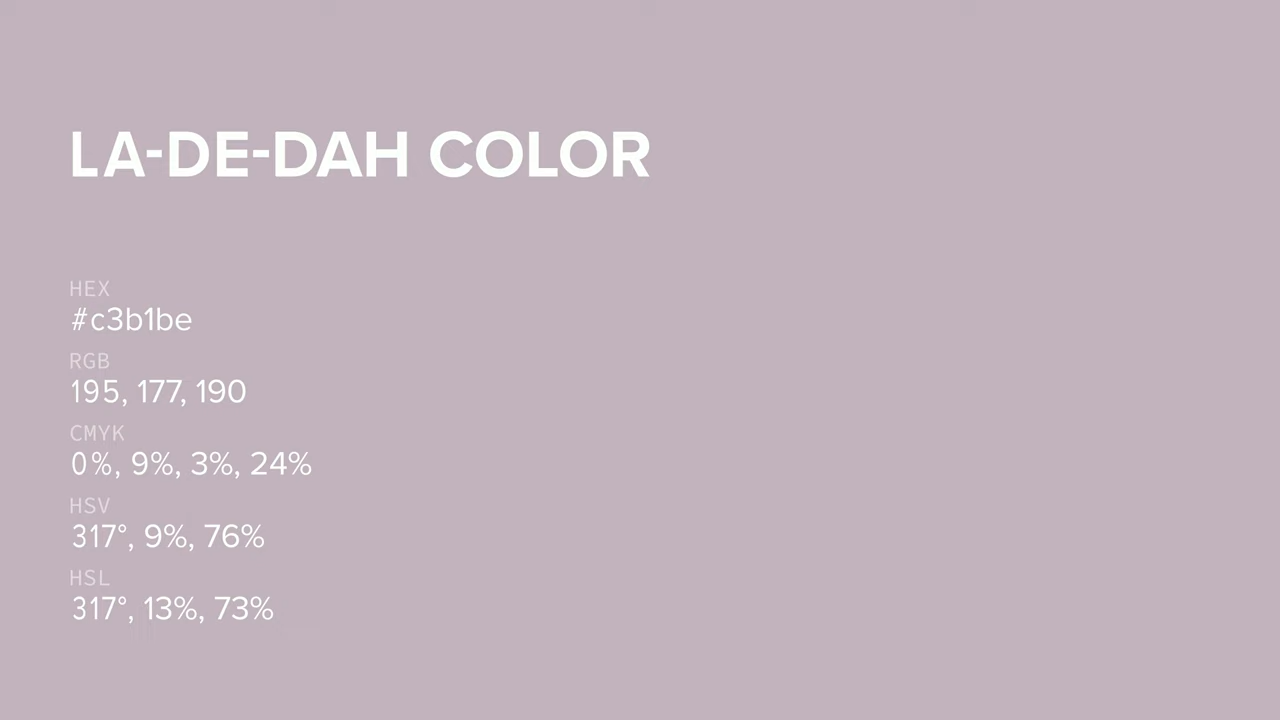 LA-DE-DAH COLOR
HEX
#c3b1be
RGB
195, 177, 190
CMYK
0%, 9%, 3%, 24%
HSV
317°, 9%, 76%
HSL
317°, 13%, 73%